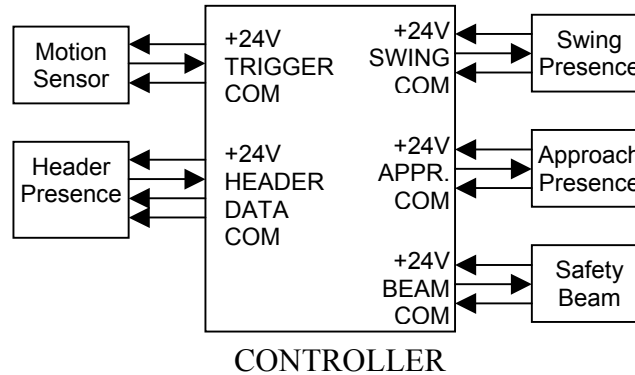 Motion
Sensor
Header
Presence
+24V
TRIGGER
COM
+24V
HEADER
DATA
COM
+24V
SWING
COM
+24V
APPR.
COM
+24V
BEAM
COM
Swing
Presence
Approach
Presence
Safety
Beam
CONTROLLER